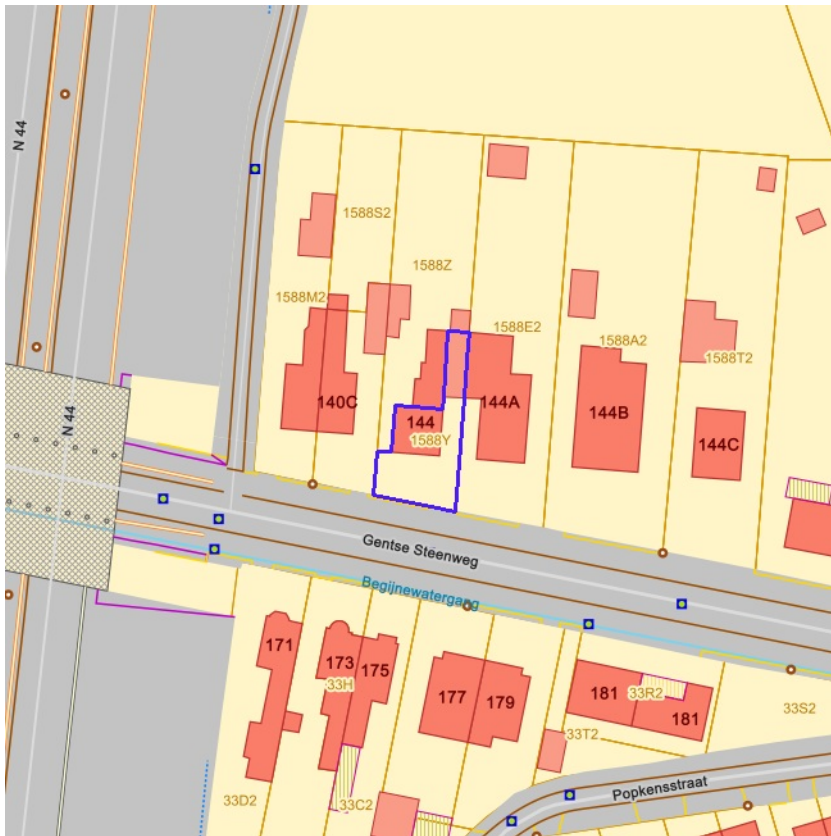 N 44
1588S2
1588Z
1588M2
1588E2
1588A2
1588T2
140C
144
1588Y
144A
144B
144C
N 44
Gentse Steenweg
Begijnewatergang
171
173
175
33H
177
179
181
33R2
181
33S2
33T2
Popkensstraat
33D2
33C2